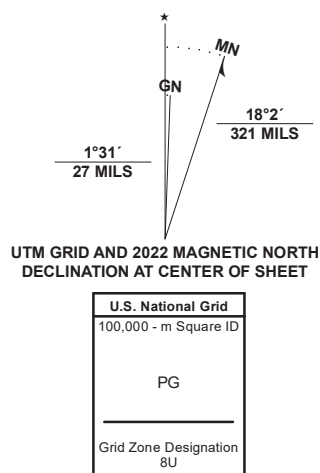 ★
MN
GN
1°31´
27 MILS
18°2´
321 MILS
UTM GRID AND 2022 MAGNETIC NORTH
DECLINATION AT CENTER OF SHEET
U.S. National Grid
100,000 - m Square ID
PG
Grid Zone Designation
8U